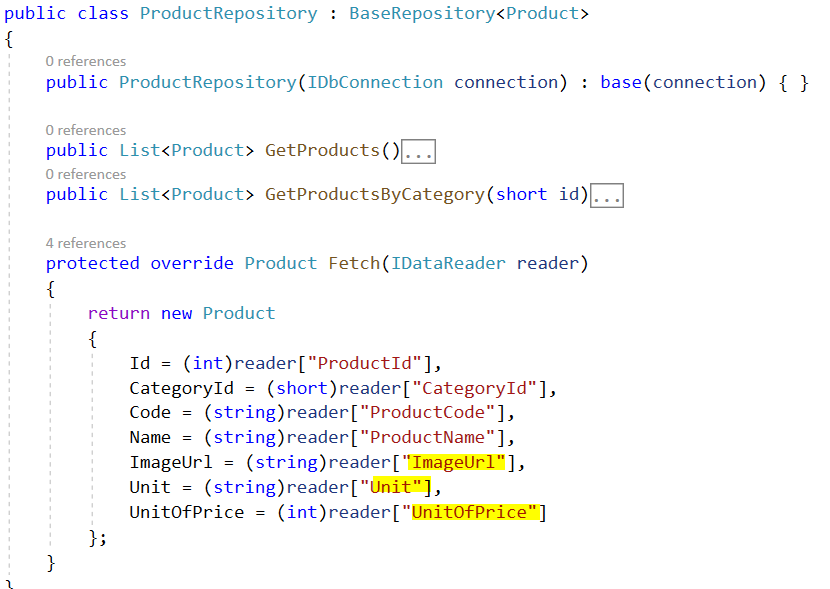 public class ProductRepository : BaseRepository<Product>
{
0 references
public ProductRepository(IDbConnection connection) : base(connection) { }
0 references
public List<Product> GetProducts()...
0 references
public List<Product> GetProductsByCategory(short id)...
4 references
protected override Product Fetch(IDataReader reader)
{
return new Product
{
Id = (int)reader["ProductId"],
CategoryId = (short)reader["CategoryId"],
Code = (string)reader["ProductCode"],
Name = (string)reader["ProductName"],
ImageUrl = (string)reader["ImageUrl"],
Unit = (string)reader["Unit"],
UnitOfPrice = (int)reader["UnitOfPrice"]
};
}
}